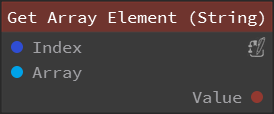 Get Array Element (String)
Index
Array
Value